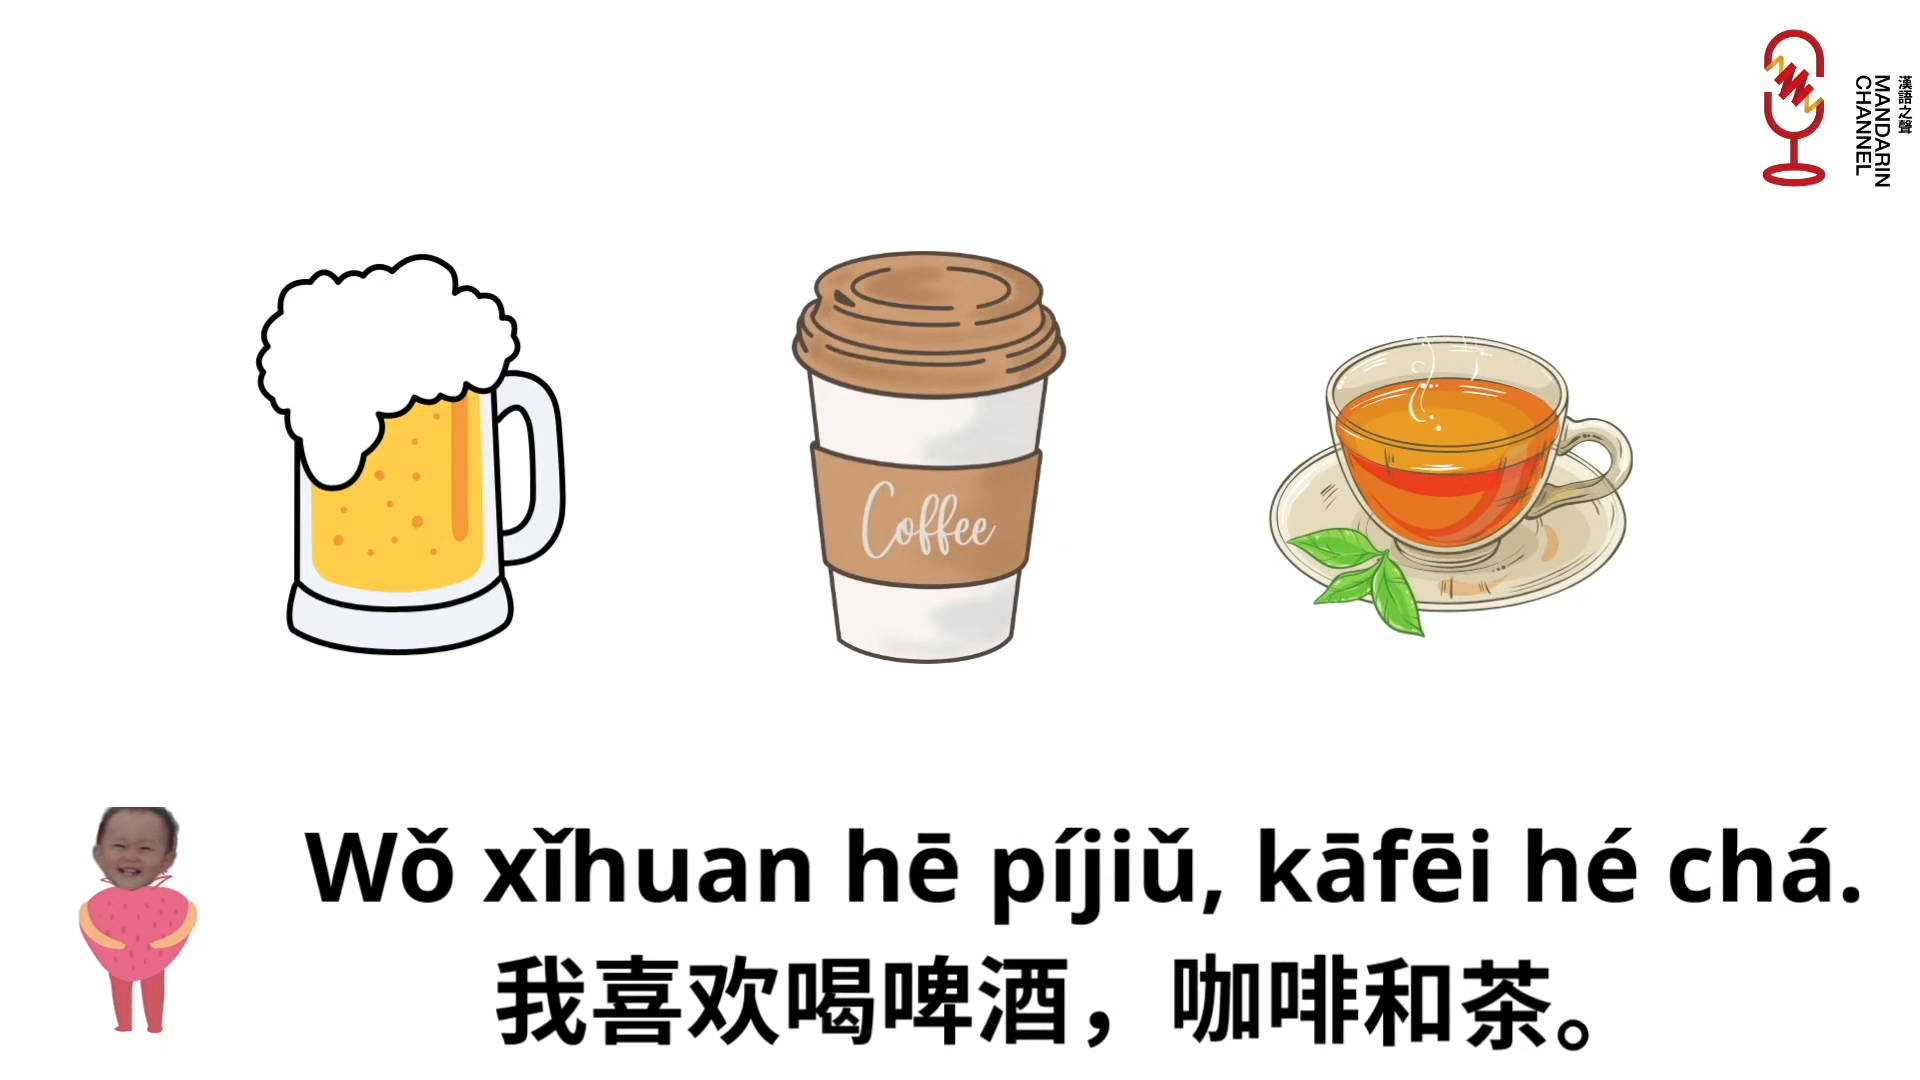 漢語之聲
MANDARIN
CHANNEL
Coffee
Wǒ xǐhuan hē píjiǔ, kāfēi hé chá.
我喜欢喝啤酒，咖啡和茶。